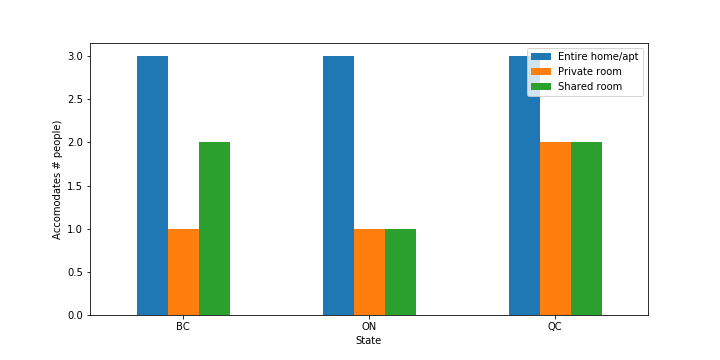 Entire home/apt
Private room
Shared room
3.0
2.5
2.0
1.5
1.0
0.5
0.0
Accomodates # people)
BC
ON
QC
State